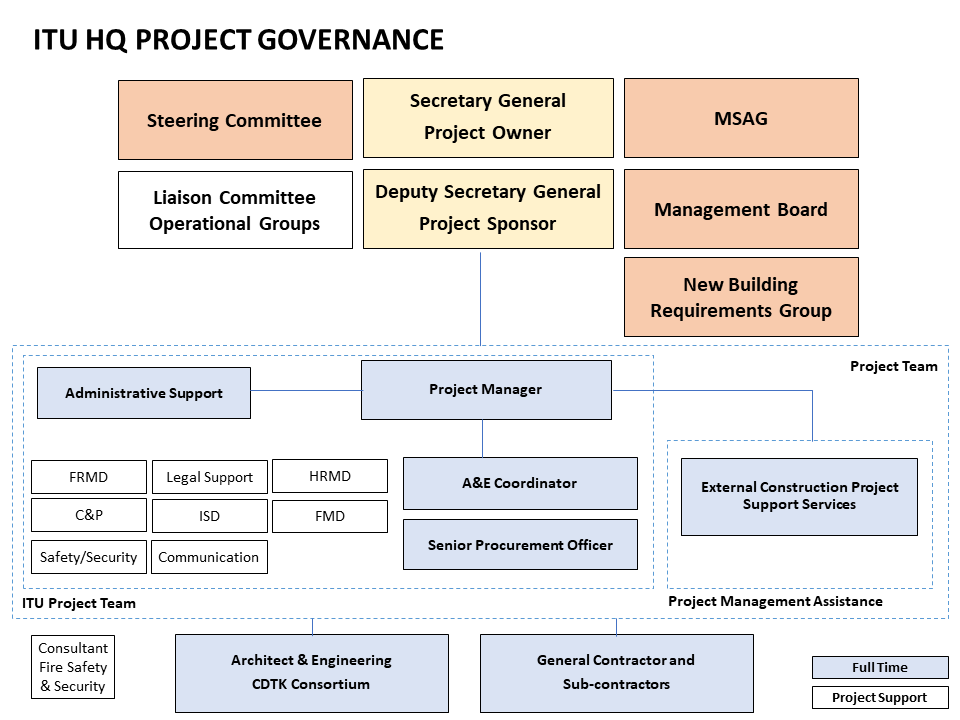 ITU HQ PROJECT GOVERNANCE
Steering Committee
Secretary General
Project Owner
MSAG
Liaison Committee
Operational Groups
Deputy Secretary General
Project Sponsor
Management Board
New Building
Requirements Group
Project Team
Administrative Support
Project Manager
FRMD
Legal Support
HRMD
C&P
ISD
FMD
Safety/Security
Communication
A&E Coordinator
Senior Procurement Officer
External Construction Project
Support Services
ITU Project Team
Project Management Assistance
Consultant
Fire Safety
& Security
Architect & Engineering
CDTK Consortium
General Contractor and
Sub-contractors
Full Time
Project Support